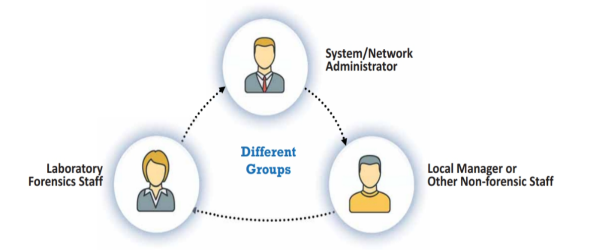 System/Network
Administrator
Different
Groups
Laboratory
Forensics Staff
Local Manager or
Other Non-forensic Staff